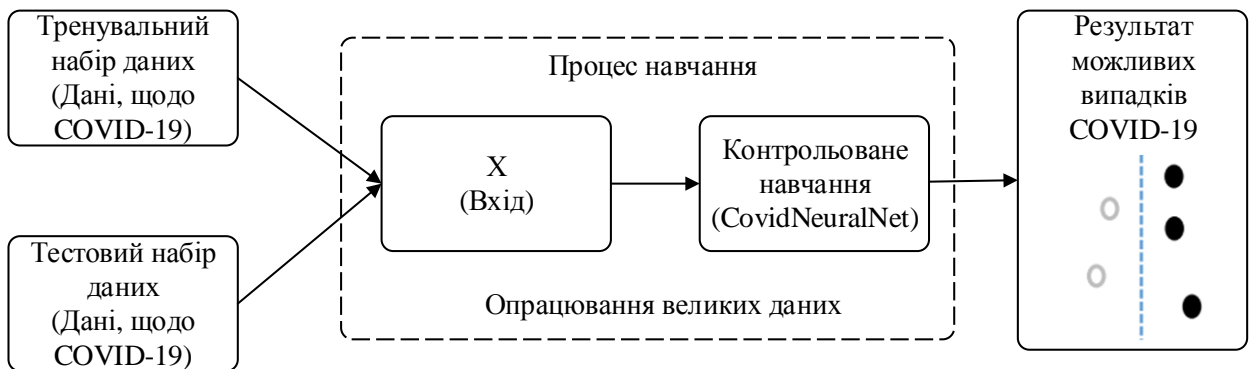 Тренувальний
набір даних
(Дані, щодо
COVID-19)
Тестовий набір
даних
(Дані, щодо
COVID-19)
Процес навчання
X
(Вхід)
Контрольоване
навчання
(CovidNeuralNet)
Опрацювання великих даних
Результат
можливих
випадків
COVID-19